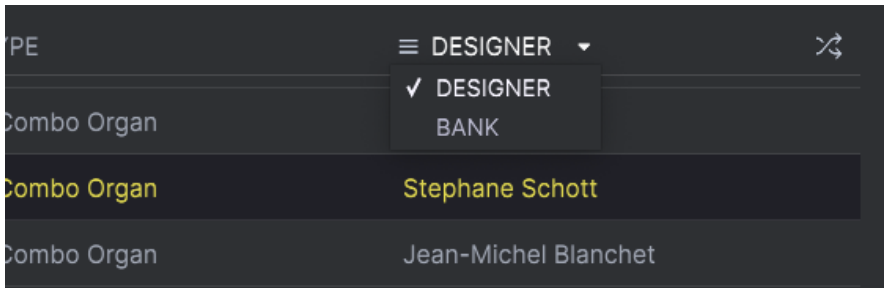 YPE
DESIGNER
DESIGNER
BANK
Combo Organ
Combo Organ Stephane Schott
Combo Organ Jean-Michel Blanchet